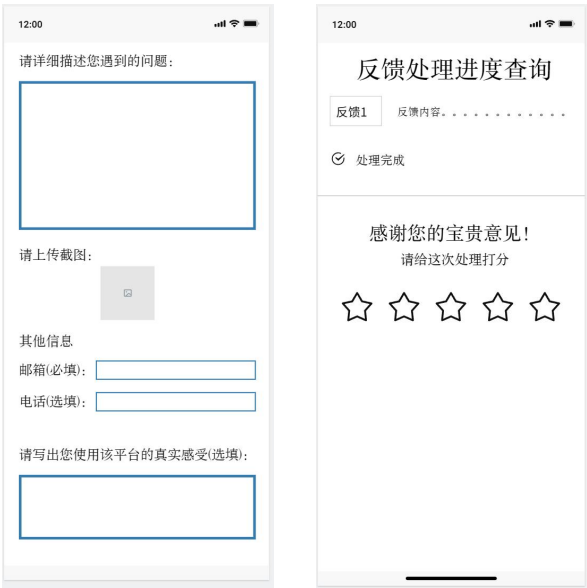 12:00
请详细描述您遇到的问题：
请上传截图：
其他信息
邮箱(必填)：
电话(选填)：
请写出您使用该平台的真实感受(选填)：
12:00
反馈处理进度查询
反馈1 反馈内容。。。。。。。。。。。。
处理完成
感谢您的宝贵意见！
请给这次处理打分